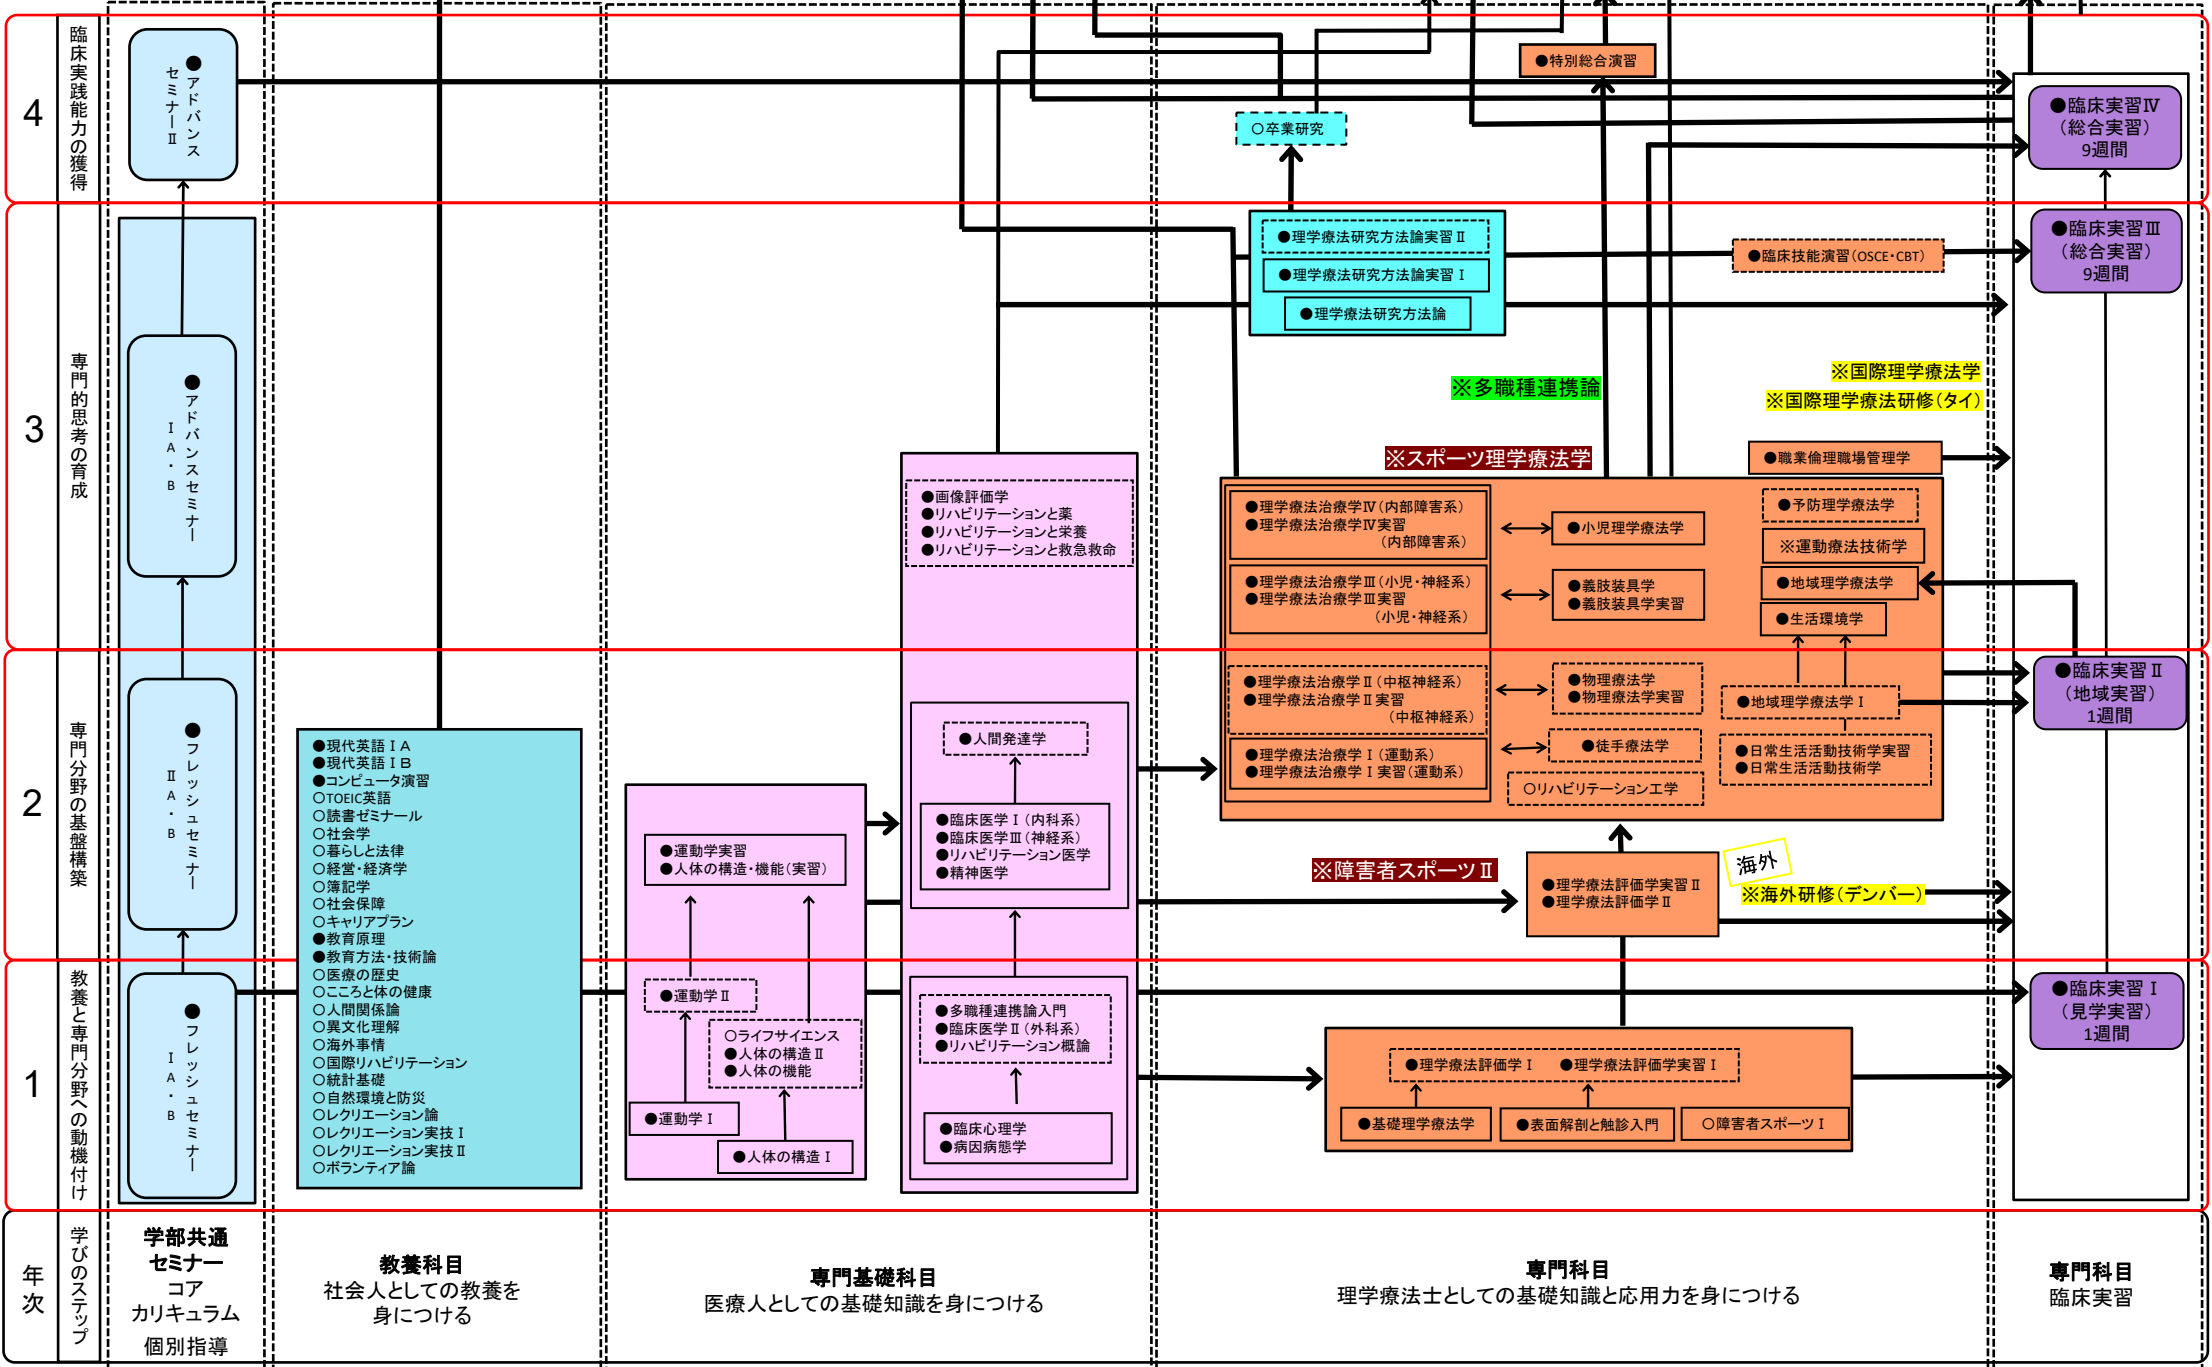 4
臨床実践能力の獲得
●アドバンス
セミナーⅡ
●特別総合演習
○卒業研究
●臨床実習Ⅳ
(総合実習)
9週間
3
専門的思考の育成
●アドバンスセミナー
ⅠA・B
●理学療法研究方法論実習Ⅱ
●理学療法研究方法論実習Ⅰ
●理学療法研究方法論
●臨床技能演習(OSCE・CBT)
●臨床実習Ⅲ
(総合実習)
9週間
※多職種連携論
※国際理学療法学
※国際理学療法研修(タイ)
※スポーツ理学療法学
●職業倫理職場管理学
●画像評価学
●リハビリテーションと薬
●リハビリテーションと栄養
●リハビリテーションと救急救命
●理学療法治療学Ⅳ(内部障害系)
●理学療法治療学Ⅳ実習
(内部障害系)
●小児理学療法学
●予防理学療法学
※運動療法技術学
●理学療法治療学Ⅲ(小児・神経系)
●理学療法治療学Ⅲ実習
(小児・神経系)
●義肢装具学
●義肢装具学実習
●地域理学療法学
●生活環境学
2
専門分野の基盤構築
●フレッシュセミナー
ⅡA・B
●理学療法治療学Ⅱ(中枢神経系)
●理学療法治療学Ⅱ実習
(中枢神経系)
●物理療法学
●物理療法学実習
●地域理学療法学Ⅰ
●臨床実習Ⅱ
(地域実習)
1週間
●理学療法治療学Ⅰ(運動系)
●理学療法治療学Ⅰ実習(運動系)
●徒手療法学
○リハビリテーション工学
●日常生活活動技術学実習
●日常生活活動技術学
●人間発達学
●臨床医学Ⅰ(内科系)
●臨床医学Ⅲ(神経系)
●リハビリテーション医学
●精神医学
●運動学実習
●人体の構造・機能(実習)
※障害者スポーツⅡ
●理学療法評価学実習Ⅱ
●理学療法評価学Ⅱ
海外
※海外研修(デンバー)
●現代英語ⅠA
●現代英語ⅠB
●コンピュータ演習
○TOEIC英語
○読書ゼミナール
○社会学
○暮らしと法律
○経営・経済学
○簿記学
○社会保障
○キャリアプラン
●教育原理
●教育方法・技術論
○医療の歴史
○こころと体の健康
○人間関係論
○異文化理解
○海外事情
○国際リハビリテーション
○統計基礎
○自然環境と防災
○レクリエーション論
○レクリエーション実技Ⅰ
○レクリエーション実技Ⅱ
○ボランティア論
1
教養と専門分野への動機付け
●フレッシュセミナー
ⅠA・B
●運動学Ⅱ
○ライフサイエンス
●人体の構造Ⅱ
●人体の機能
●運動学Ⅰ
●人体の構造Ⅰ
●多職種連携論入門
●臨床医学Ⅱ(外科系)
●リハビリテーション概論
●臨床心理学
●病因病態学
●理学療法評価学Ⅰ ●理学療法評価学実習Ⅰ
●基礎理学療法学
●表面解剖と触診入門
○障害者スポーツⅠ
●臨床実習Ⅰ
(見学実習)
1週間
年次
学びのステップ
学部共通
セミナー
コア
カリキュラム
個別指導
教養科目
社会人としての教養を
身につける
専門基礎科目
医療人としての基礎知識を身につける
専門科目
理学療法士としての基礎知識と応用力を身につける
専門科目
臨床実習